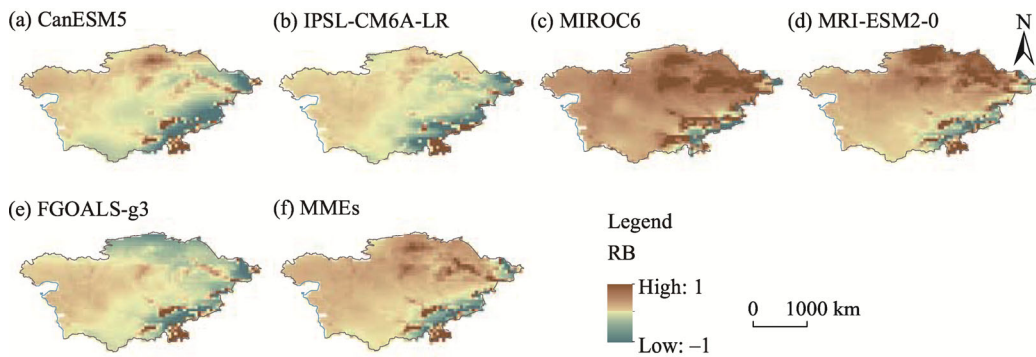 (a) CanESM5
(b) IPSL-CM6A-LR
(c) MIROC6
(d) MRI-ESM2-0
N
(e) FGOALS-g3
(f) MMEs
Legend
RB
High: 1
Low: –1
0 1000 km